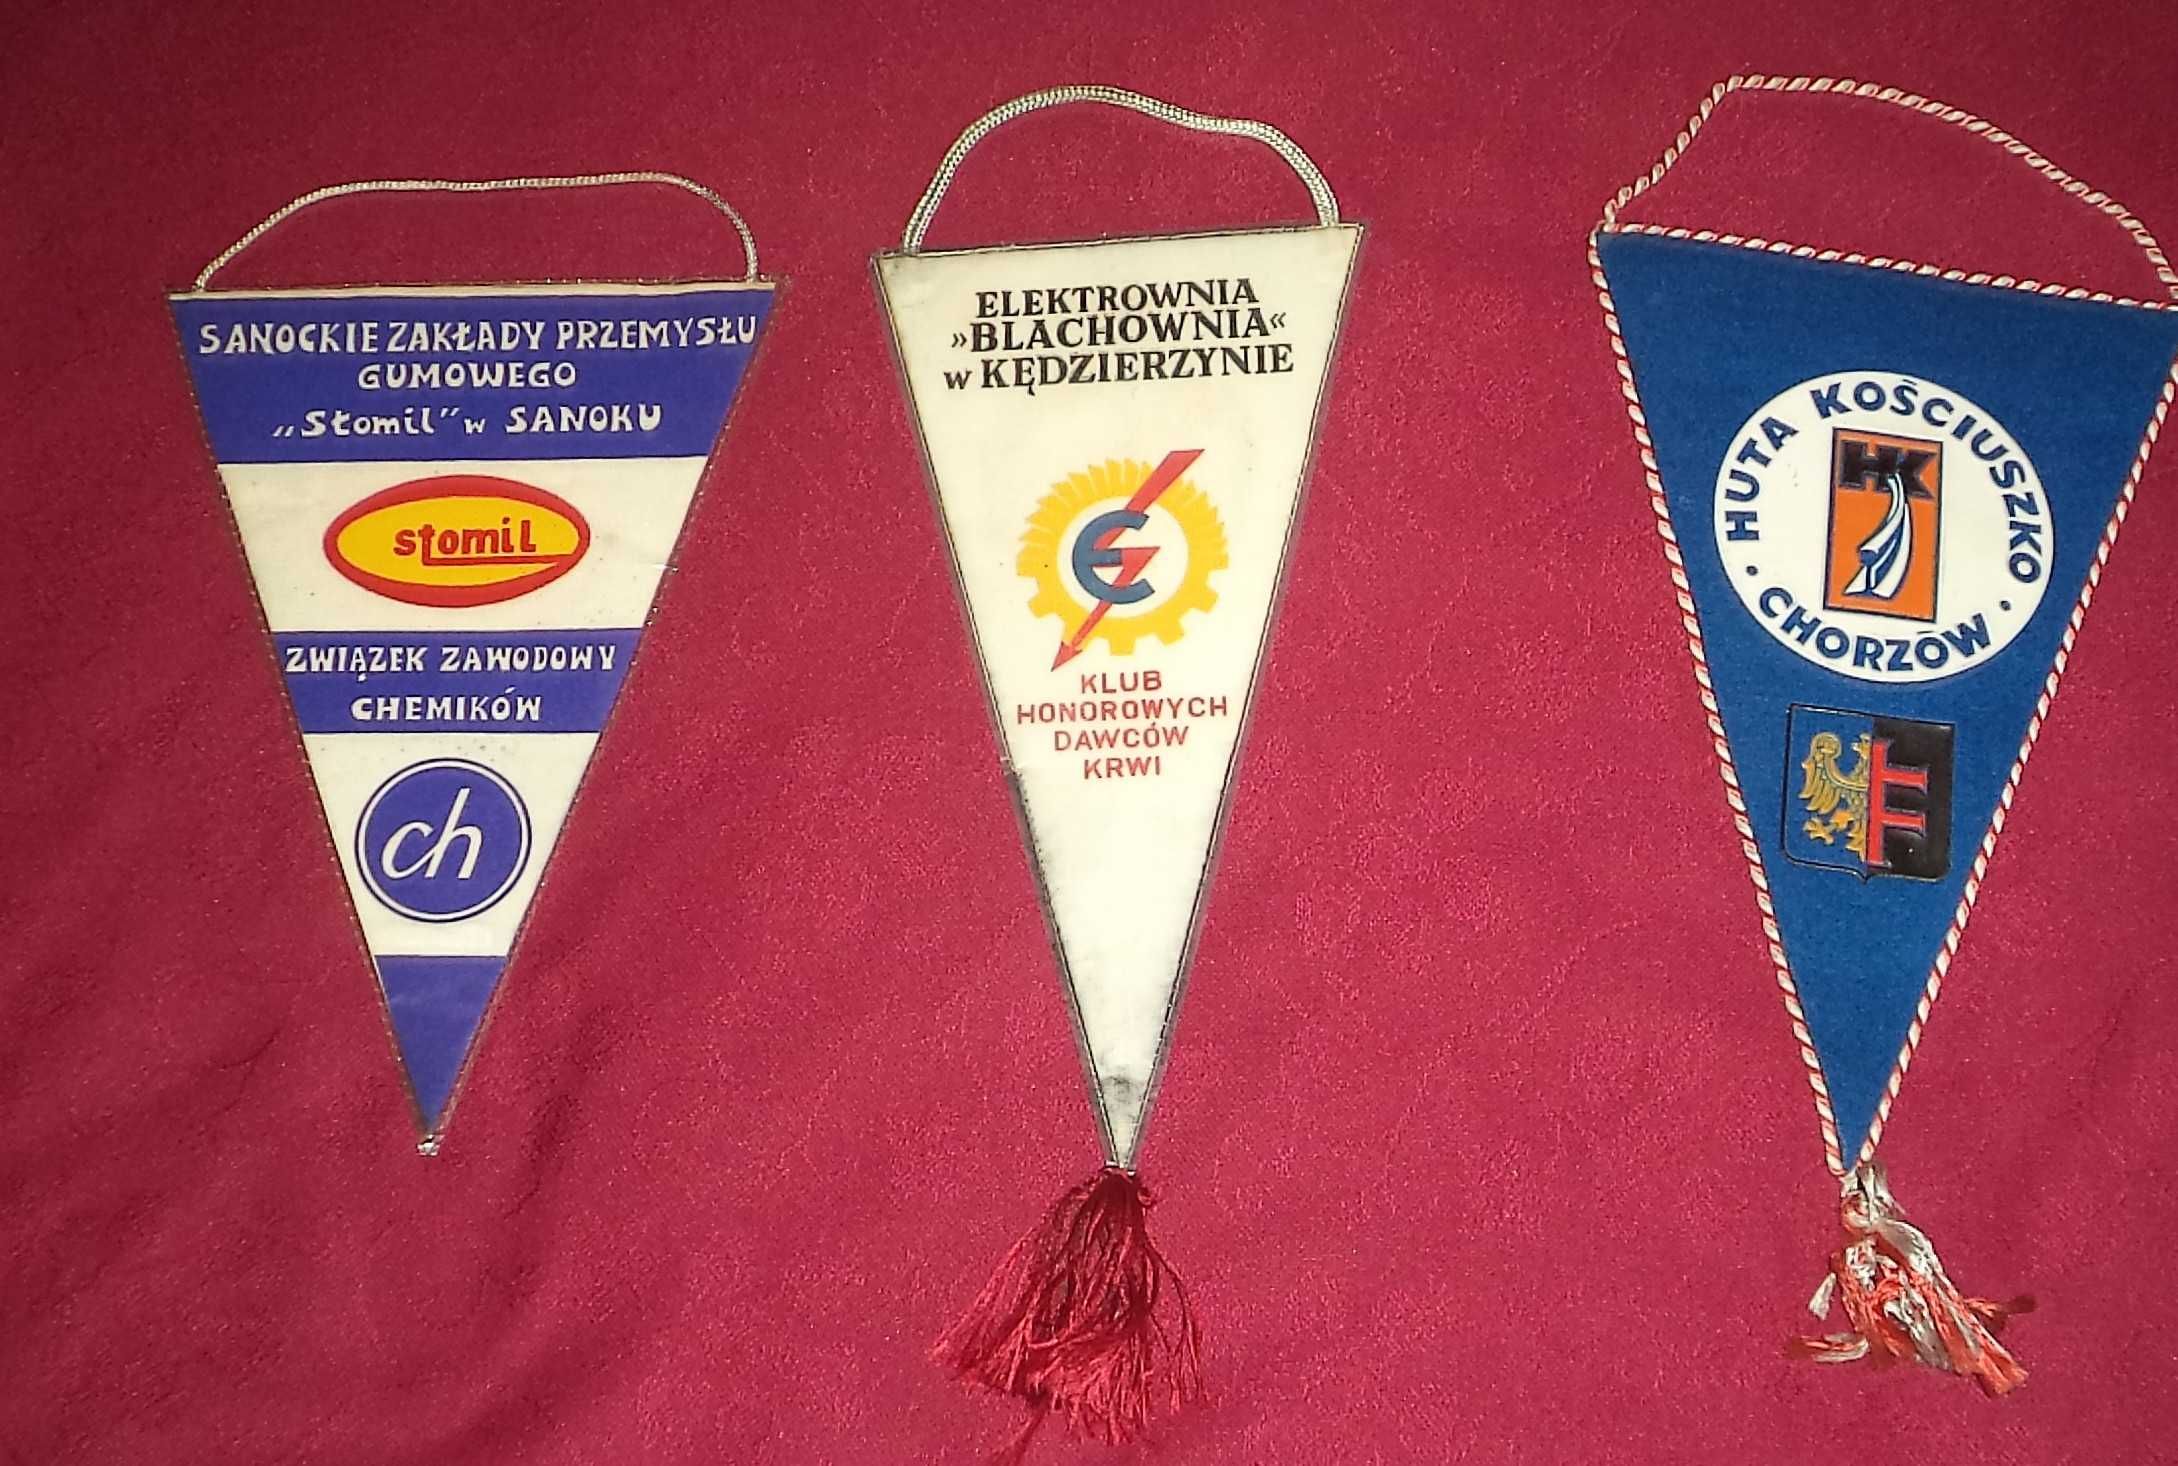 SANOCKIE ZAKŁADY PRZEMYSŁU
GUMOWEGO
„Stomil" w SANOKU
stomil
ZWIĄZEK ZAWODOWY
CHEMIKÓW
ch
ELEKTROWNIA
»BLACHOWNIA«
w KĘDZIERZYNIE
E
KLUB
HONOROWYCH
DAWCÓW
KRWI
HUTA KOŚCIUSZKO
HK
• CHORZÓW •